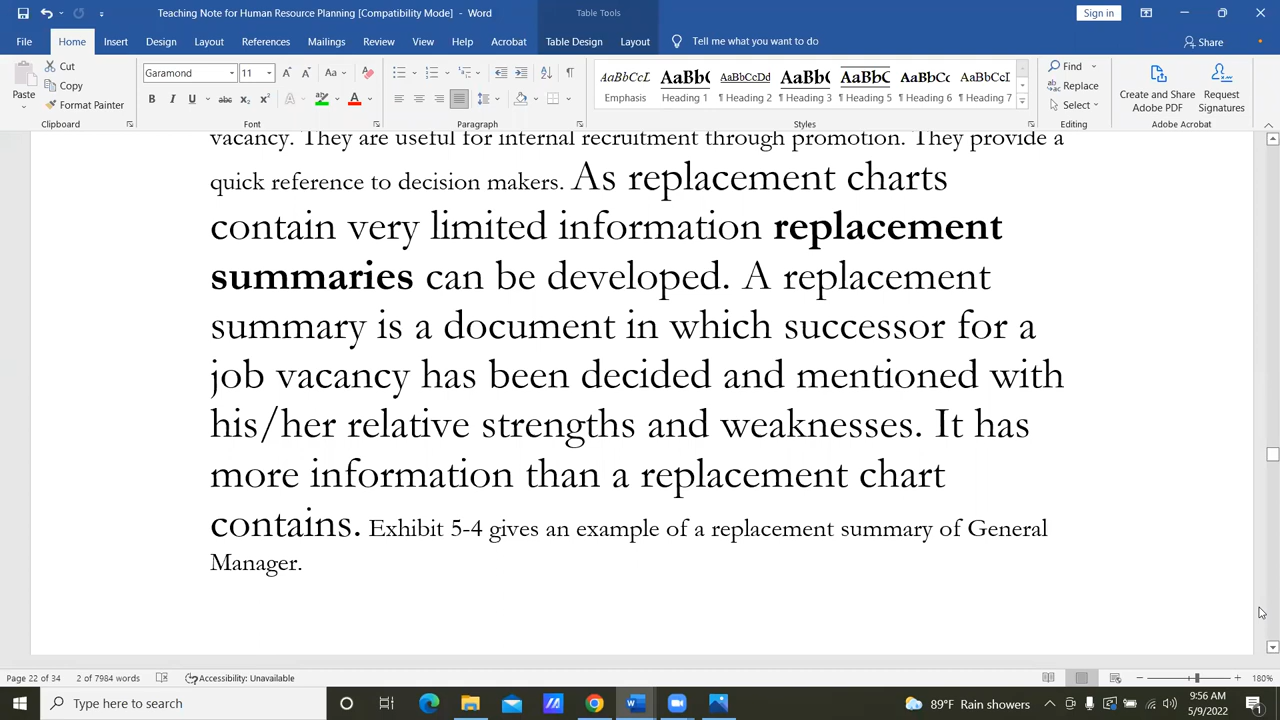 Teaching Note for Human Resource Planning [Compatibility Mode] - Word
Table Tools
Sign in
File Home Insert Design Layout References Mailings Review View Help Acrobat Table Design Layout Tell me what you want to do Share
Paste
Cut
Copy
Format Painter
Clipboard
Garamond 11
Font
Paragraph
AaBbCcL AaBb( AaBbCcDd AaBb( AaBbC AaBbCc AaBbCcD
Emphasis Heading 1 ¶ Heading 2 Heading 3 ¶ Heading 5 ¶ Heading 6 ¶ Heading 7
Styles
Find
Replace
Select
Editing
Create and Share Adobe PDF
Request Signatures
Adobe Acrobat
vacancy. They are useful for internal recruitment through promotion. They provide a
quick reference to decision makers. As replacement charts
contain very limited information replacement
summaries can be developed. A replacement
summary is a document in which successor for a
job vacancy has been decided and mentioned with
his/her relative strengths and weaknesses. It has
more information than a replacement chart
contains. Exhibit 5-4 gives an example of a replacement summary of General
Manager.
Page 22 of 34 2 of 7984 words Accessibility: Unavailable 180%
Type here to search 89°F Rain showers 9:56 AM
5/9/2022